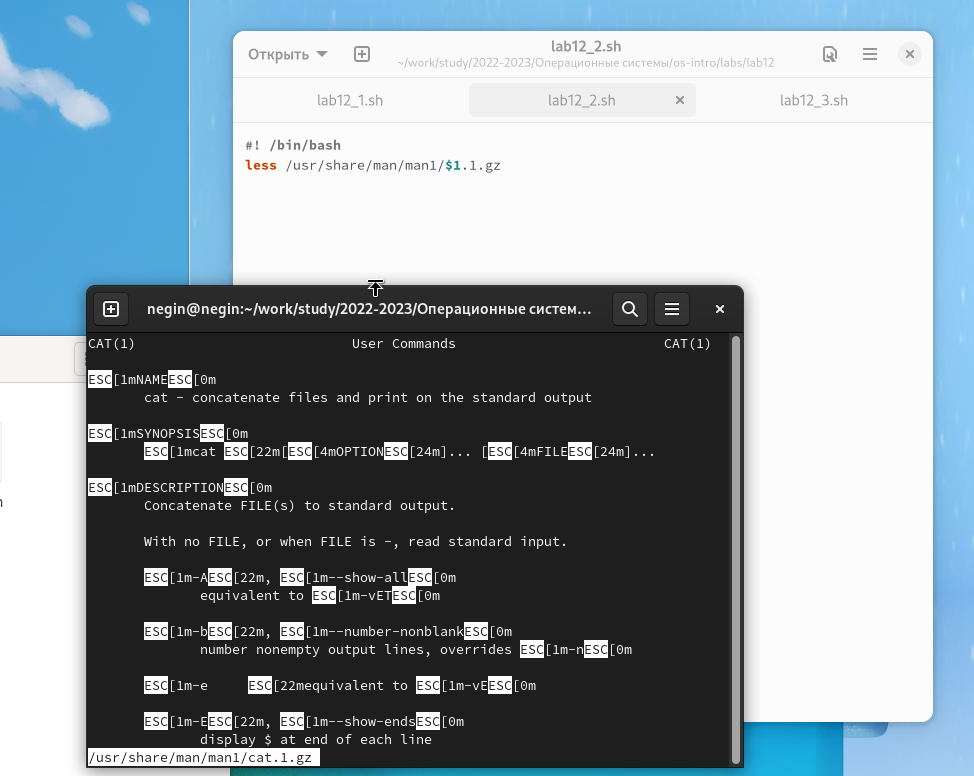 lab12_2.sh
Открыть
~/work/study/2022-2023/Операционные системы/os-intro/labs/lab12
lab12_1.sh
lab12_2.sh
lab12_3.sh
#! /bin/bash
less /usr/share/man/man1/$1.1.gz
negin@negin:~/work/study/2022-2023/Операционные систем...
CAT(1) User Commands CAT(1)
ESC[1mNAMEESC[0m
cat - concatenate files and print on the standard output
ESC[1mSYNOPSISESC[0m
ESC[1mcat ESC[22m[ESC[4mOPTIONESC[24m]... [ESC[4mFILEESC[24m]...
ESC[1mDESCRIPTIONESC[0m
Concatenate FILE(s) to standard output.
With no FILE, or when FILE is -, read standard input.
ESC[1m-AESC[22m, ESC[1m--show-allESC[0m
equivalent to ESC[1m-vETESC[0m
ESC[1m-bESC[22m, ESC[1m--number-nonblankESC[0m
number nonempty output lines, overrides ESC[1m-nESC[0m
ESC[1m-e ESC[22mequivalent to ESC[1m-vEESC[0m
ESC[1m-EESC[22m, ESC[1m--show-endsESC[0m
display $ at end of each line
/usr/share/man/man1/cat.1.gz